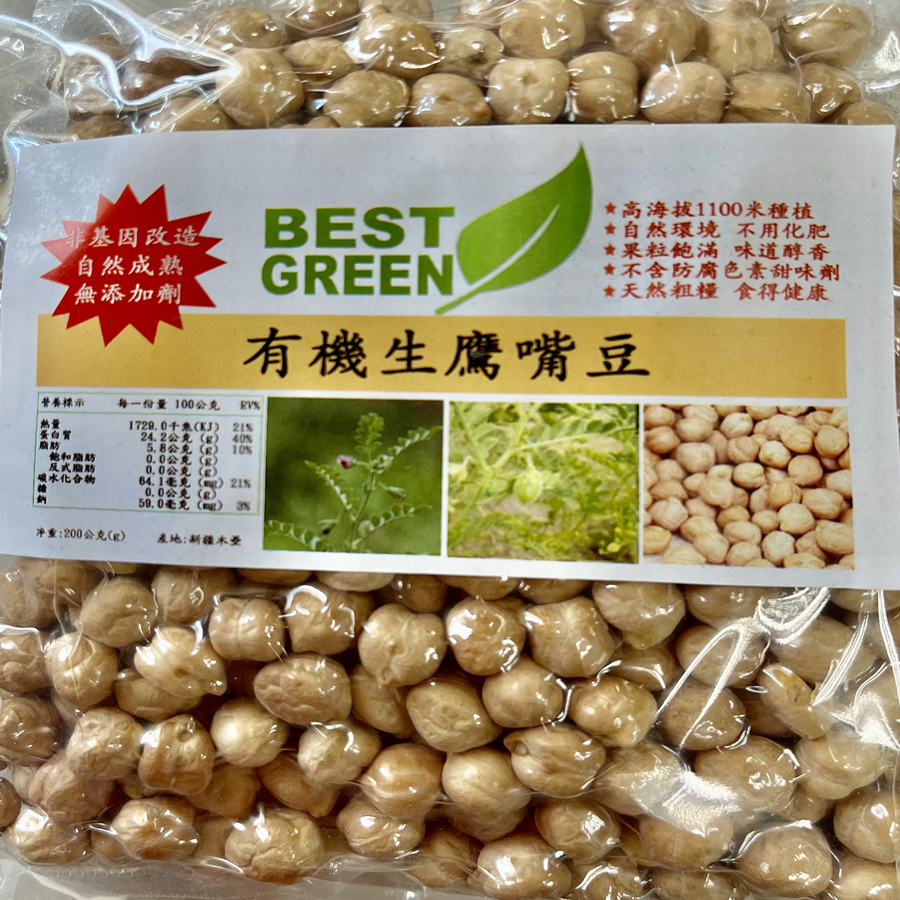 非基因改造
自然成熟
無添加劑
BEST
GREEN
高海拔1100米種植
自然環境 不用化肥
果粒飽滿 味道醇香
不含防腐色素甜味劑
天然粗糧 食得健康
有機生鷹嘴豆
營養標示 每一份量 100公克 RV%
熱量 1729.0千焦(KJ) 21%
蛋白質 24.2公克 (g) 40%
脂肪 5.8公克 (g) 10%
飽和脂肪 0.0公克 (g)
反式脂肪 0.0公克 (g)
碳水化合物 64.1毫克 (mg) 21%
糖 0.0公克 (g)
鈉 59.0毫克 (mg) 3%
淨重:200公克(g) 產地:新疆木壘